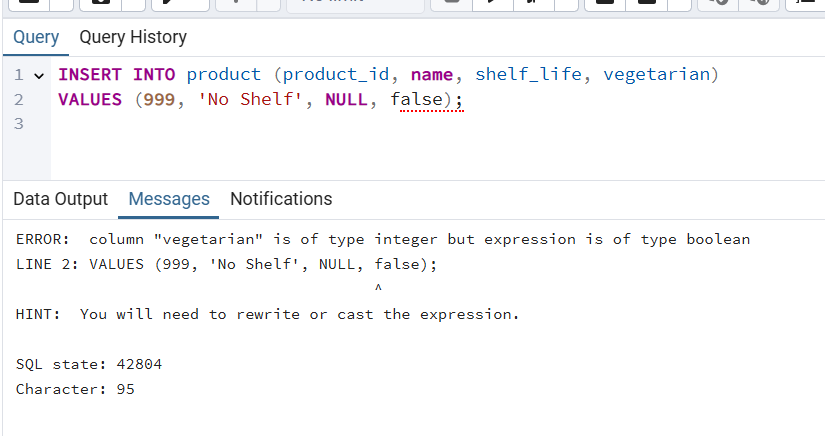 Query Query History
1 INSERT INTO product (product_id, name, shelf_life, vegetarian)
2 VALUES (999, 'No Shelf', NULL, false);
3
Data Output Messages Notifications
ERROR:  column "vegetarian" is of type integer but expression is of type boolean
LINE 2: VALUES (999, 'No Shelf', NULL, false);
^
HINT:  You will need to rewrite or cast the expression.
SQL state: 42804
Character: 95